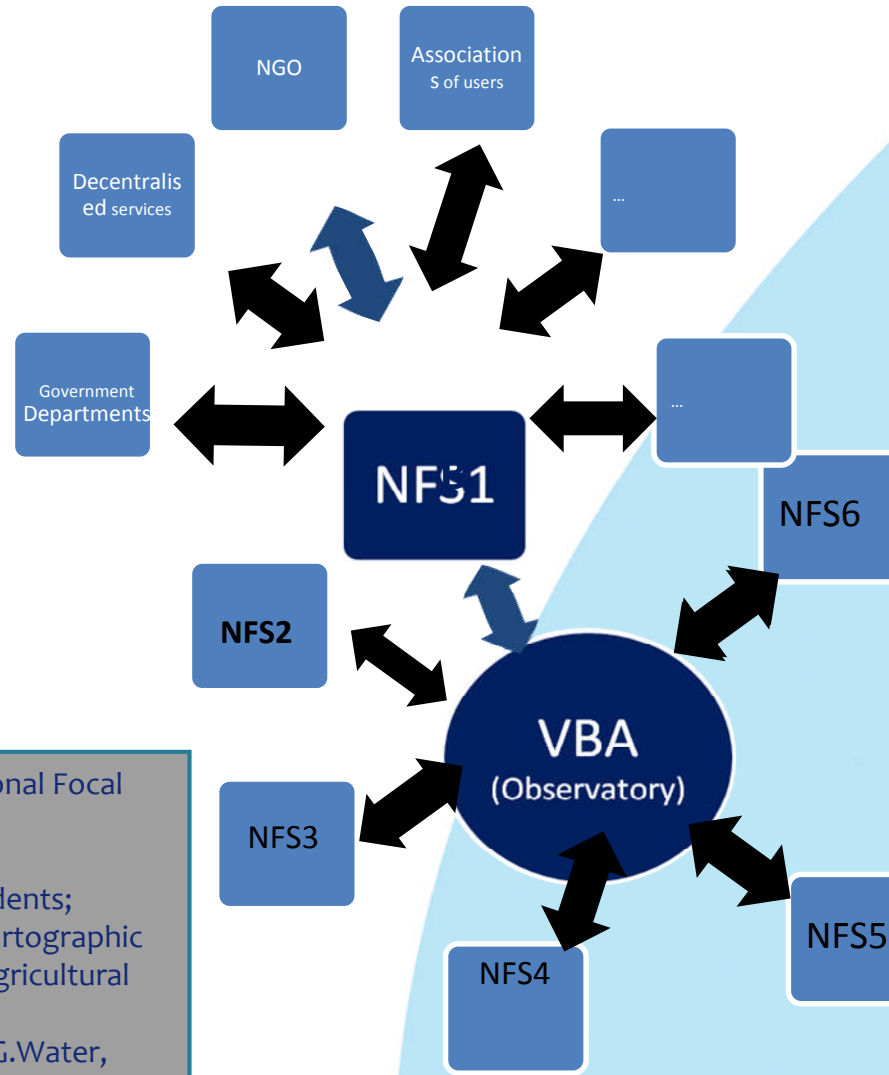 NGO
Association
s of users
Decentralis
ed services
...
Government
Departments
...
NFS1
NFS6
NFS2
VBA
(Observatory)
NFS3
NFS5
NFS4
onal Focal
dents;
rtographic
gricultural
G.Water,